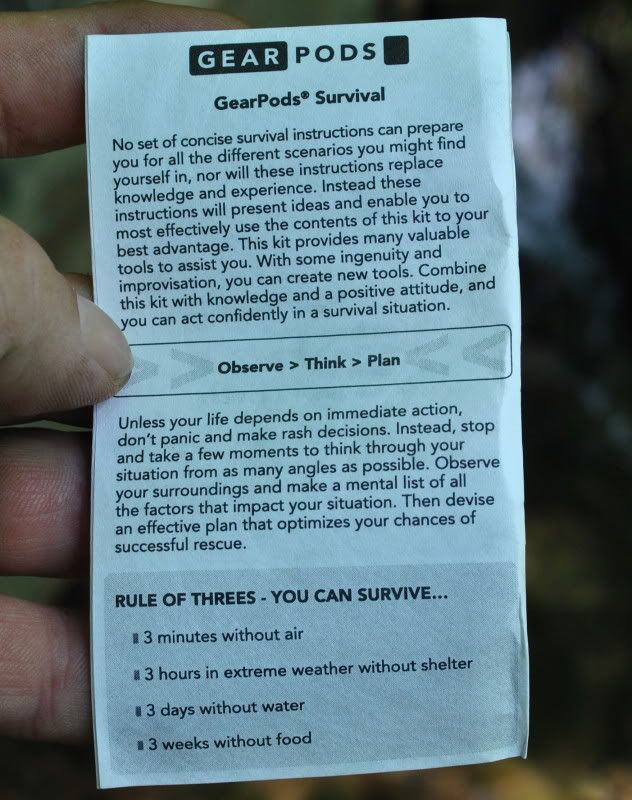 GEAR PODS
GearPods® Survival
No set of concise survival instructions can prepare
you for all the different scenarios you might find
yourself in, nor will these instructions replace
knowledge and experience. Instead these
instructions will present ideas and enable you to
most effectively use the contents of this kit to your
best advantage. This kit provides many valuable
tools to assist you. With some ingenuity and
improvisation, you can create new tools. Combine
this kit with knowledge and a positive attitude, and
you can act confidently in a survival situation.
Observe > Think > Plan
Unless your life depends on immediate action,
don't panic and make rash decisions. Instead, stop
and take a few moments to think through your
situation from as many angles as possible. Observe
your surroundings and make a mental list of all
the factors that impact your situation. Then devise
an effective plan that optimizes your chances of
successful rescue.
RULE OF THREES - YOU CAN SURVIVE...
3 minutes without air
3 hours in extreme weather without shelter
3 days without water
3 weeks without food